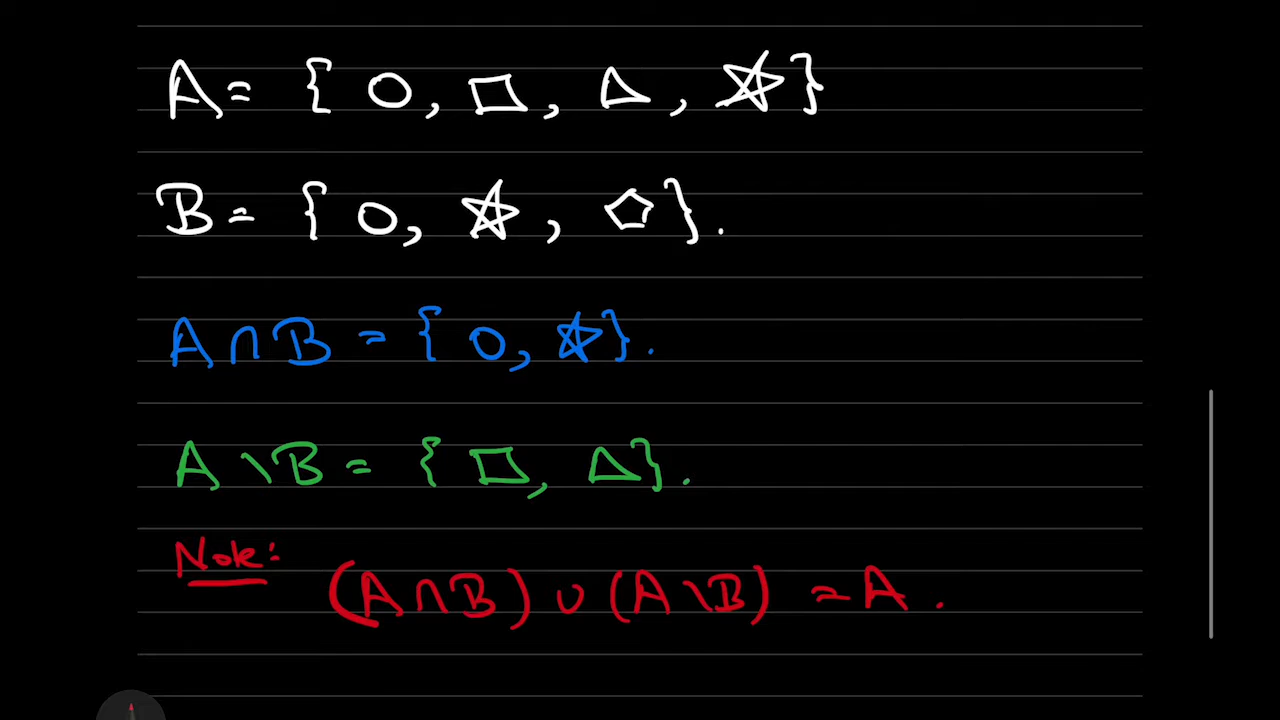 A = { ○, □, △, ☆ }
B = { ○, ☆, ⬠ }.
A ∩ B = { ○, ☆ }.
A \ B = { □, △ }.
Note:
(A ∩ B) ∪ (A \ B) = A.